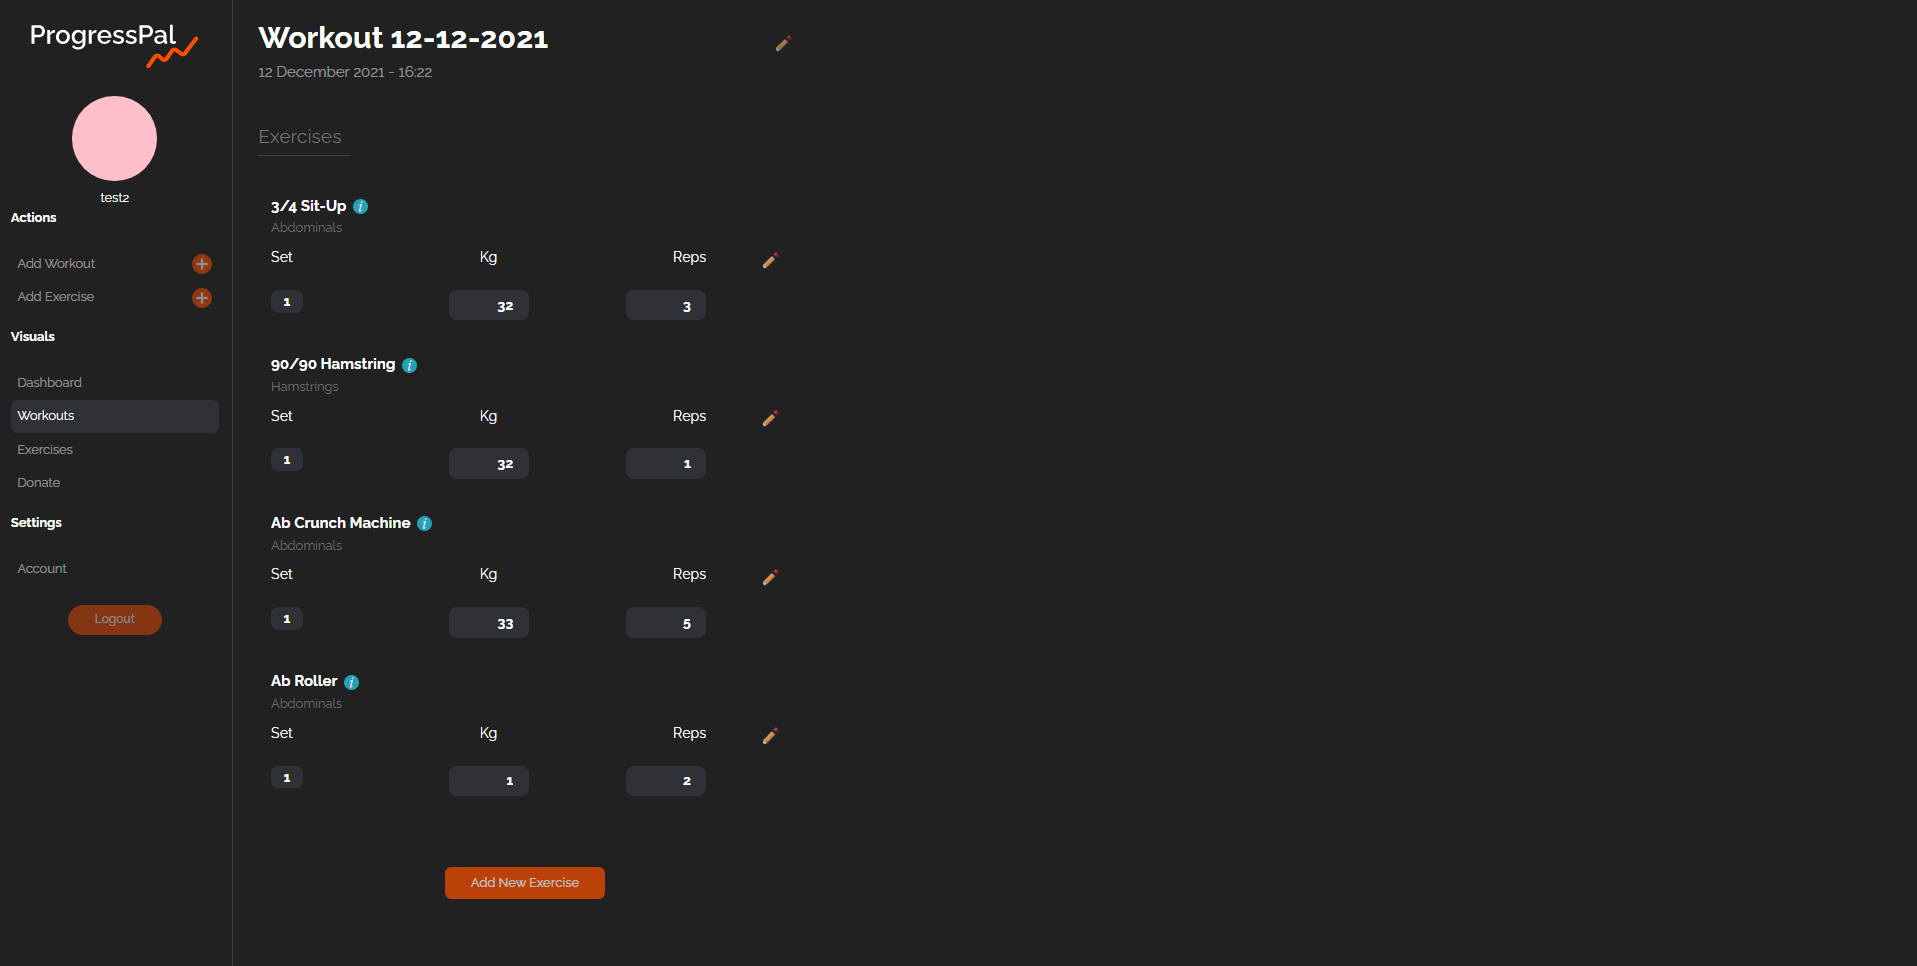 ProgressPal
test2
Actions
Add Workout
Add Exercise
Visuals
Dashboard
Workouts
Exercises
Donate
Settings
Account
Logout
Workout 12-12-2021
12 December 2021 - 16:22
Exercises
3/4 Sit-Up i
Abdominals
Set Kg Reps
1 32 3
90/90 Hamstring i
Hamstrings
Set Kg Reps
1 32 1
Ab Crunch Machine i
Abdominals
Set Kg Reps
1 33 5
Ab Roller i
Abdominals
Set Kg Reps
1 1 2
Add New Exercise